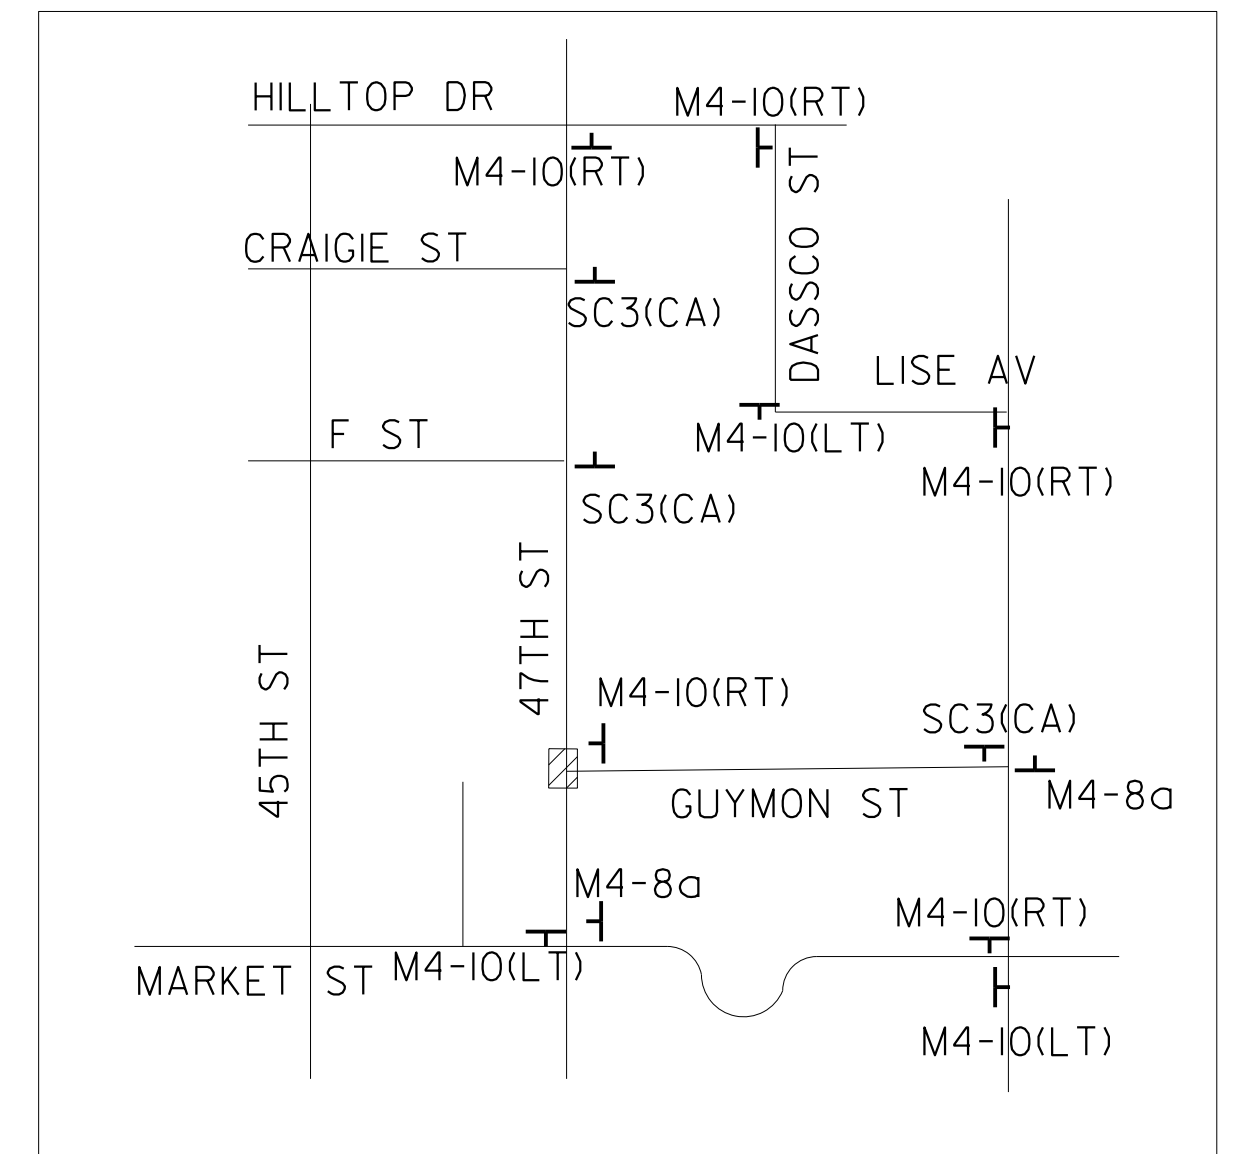 HILLTOP DR
M4-10(RT)
M4-10(RT)
DASSCO ST
CRAIGIE ST
SC3(CA)
LISE AV
F ST
M4-10(LT)
M4-10(RT)
SC3(CA)
47TH ST
45TH ST
M4-10(RT)
SC3(CA)
GUYMON ST
M4-8a
M4-8a
M4-10(RT)
MARKET ST
M4-10(LT)
M4-10(LT)